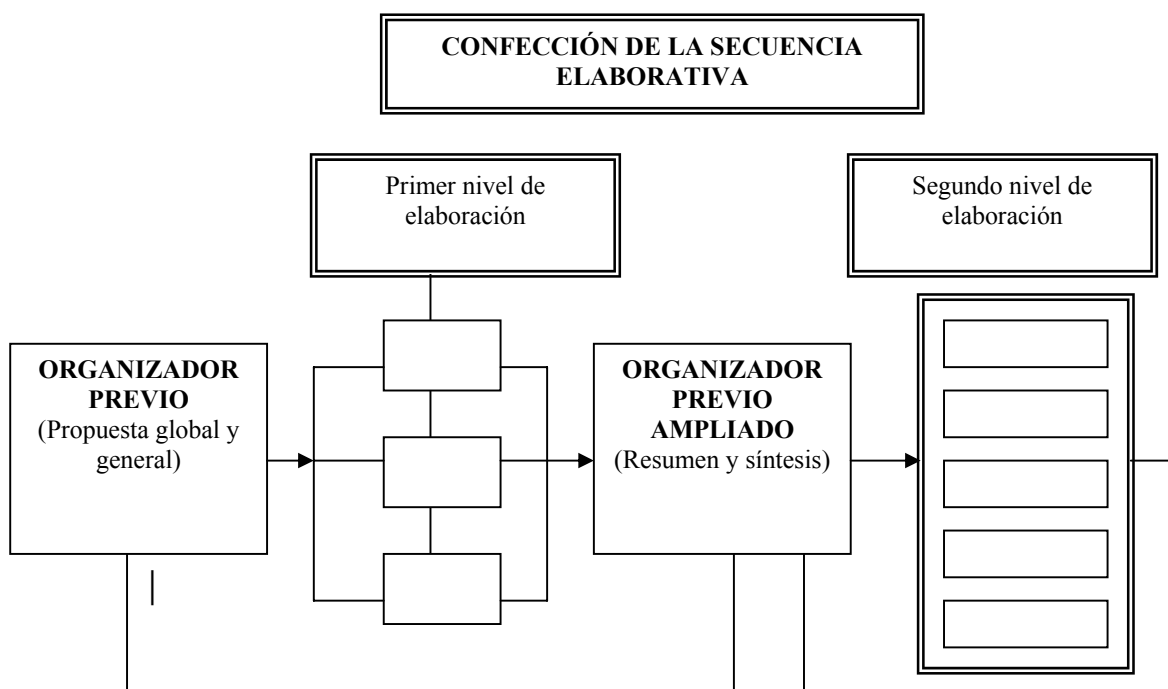 CONFECCIÓN DE LA SECUENCIA
ELABORATIVA
Primer nivel de
elaboración
Segundo nivel de
elaboración
ORGANIZADOR
PREVIO
(Propuesta global y
general)
ORGANIZADOR
PREVIO
AMPLIADO
(Resumen y síntesis)